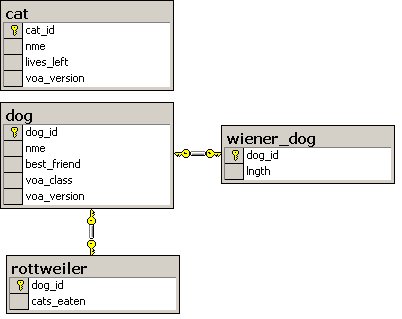 cat
cat_id
nme
lives_left
voa_version
dog
dog_id
nme
best_friend
voa_class
voa_version
wiener_dog
dog_id
lngth
rottweiler
dog_id
cats_eaten